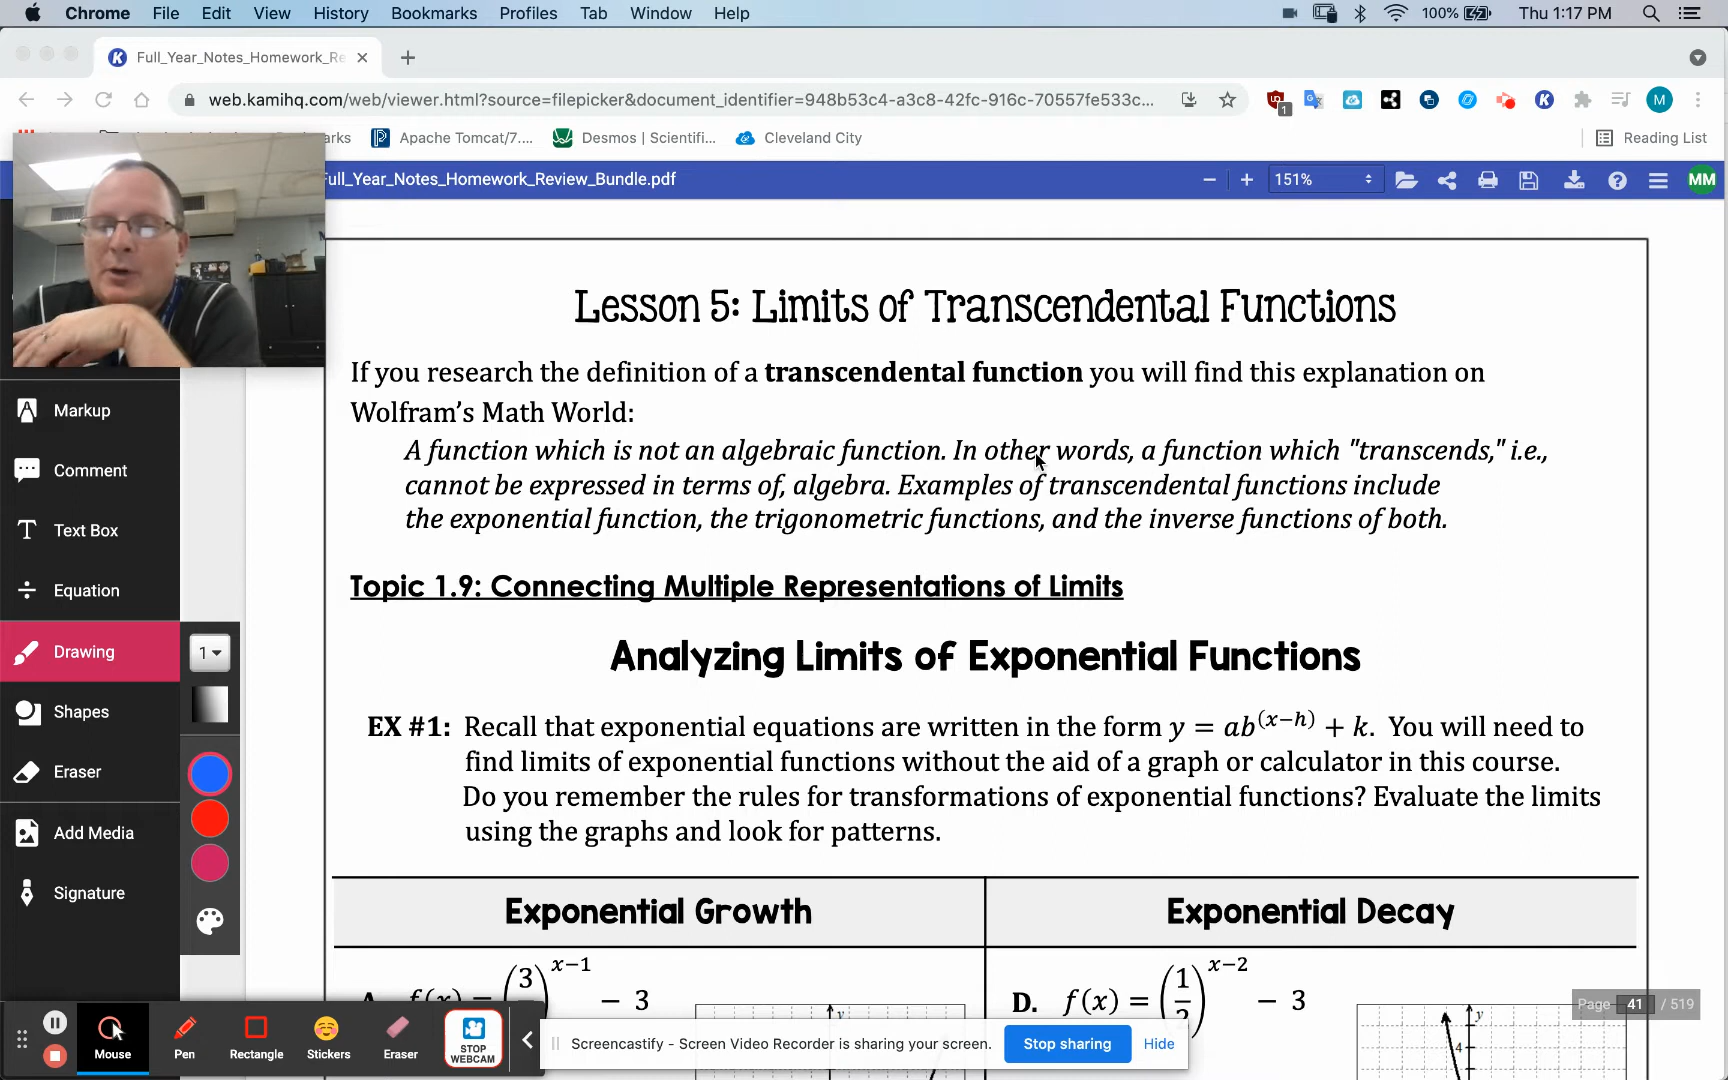 Chrome File Edit View History Bookmarks Profiles Tab Window Help 100% Thu 1:17 PM
Full_Year_Notes_Homework_Re
web.kamihq.com/web/viewer.html?source=filepicker&document_identifier=948b53c4-a3c8-42fc-916c-70557fe533c... 1 M
Apache Tomcat/7.... Desmos | Scientifi... Cleveland City Reading List
Full_Year_Notes_Homework_Review_Bundle.pdf 151% MM
Lesson 5: Limits of Transcendental Functions
If you research the definition of a transcendental function you will find this explanation on
Wolfram's Math World:
A function which is not an algebraic function. In other words, a function which "transcends," i.e.,
cannot be expressed in terms of, algebra. Examples of transcendental functions include
the exponential function, the trigonometric functions, and the inverse functions of both.
Topic 1.9: Connecting Multiple Representations of Limits
Analyzing Limits of Exponential Functions
EX #1: Recall that exponential equations are written in the form y = ab^(x−h) + k. You will need to
find limits of exponential functions without the aid of a graph or calculator in this course.
Do you remember the rules for transformations of exponential functions? Evaluate the limits
using the graphs and look for patterns.
Exponential Growth Exponential Decay
x−1
− 3
D. f(x) = (1/2)^x−2 − 3
y
y
4
Markup
Comment
Text Box
Equation
Drawing
1
Shapes
Eraser
Add Media
Signature
Page 41 / 519
Mouse Pen Rectangle Stickers Eraser STOP WEBCAM
Screencastify - Screen Video Recorder is sharing your screen. Stop sharing Hide